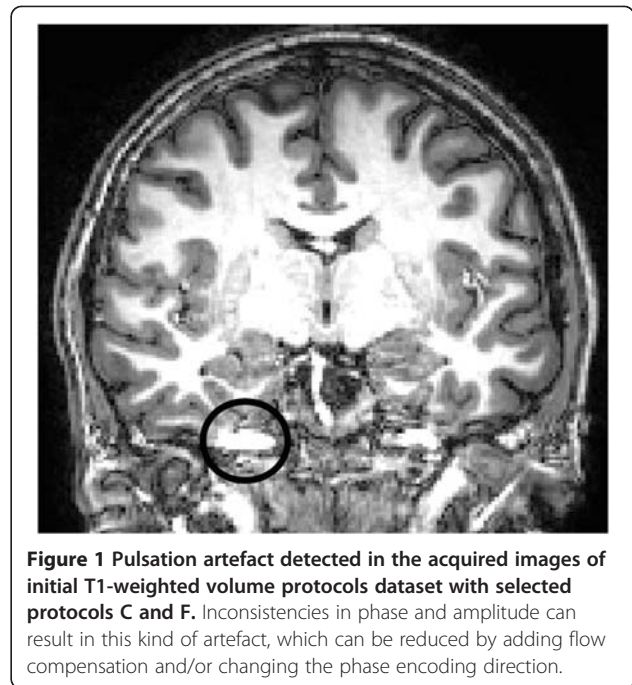 Figure 1 Pulsation artefact detected in the acquired images of
initial T1-weighted volume protocols dataset with selected
protocols C and F. Inconsistencies in phase and amplitude can
result in this kind of artefact, which can be reduced by adding flow
compensation and/or changing the phase encoding direction.